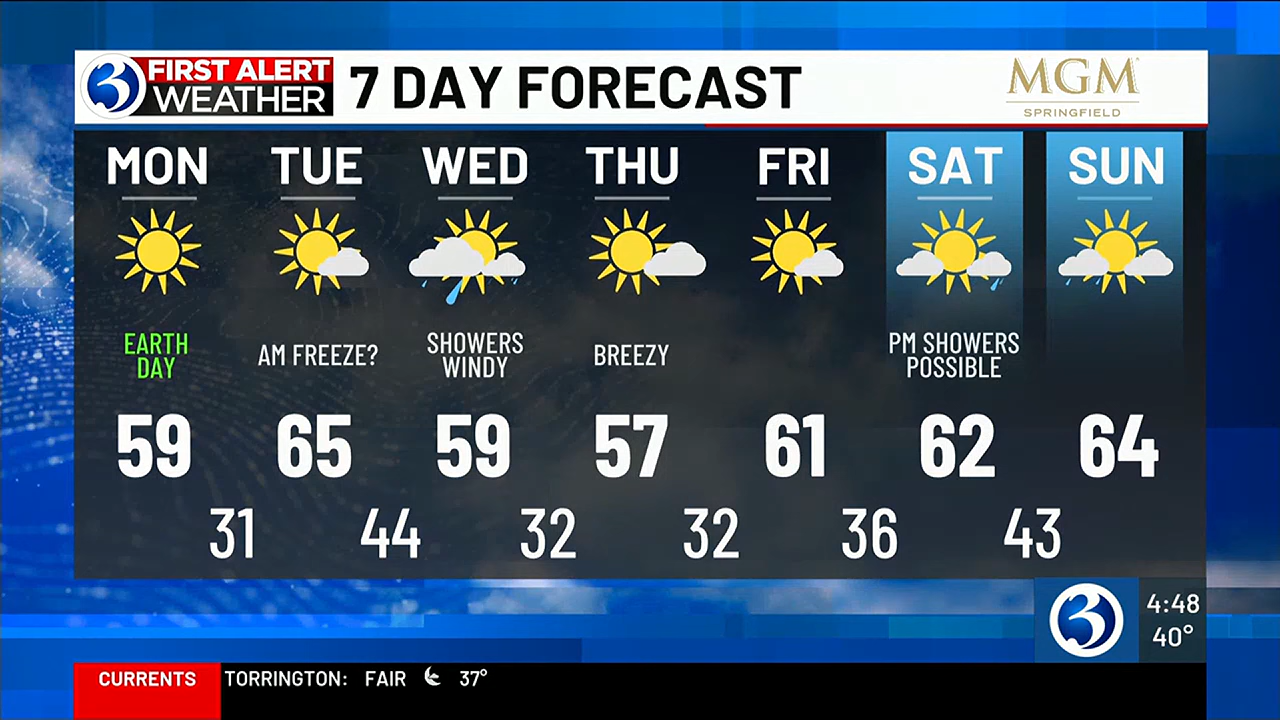 3 FIRST ALERT
WEATHER
7 DAY FORECAST
MGM
SPRINGFIELD
MON TUE WED THU FRI SAT SUN
EARTH
DAY
AM FREEZE?
SHOWERS
WINDY
BREEZY
PM SHOWERS
POSSIBLE
59 65 59 57 61 62 64
31 44 32 32 36 43
3
4:48
40°
CURRENTS TORRINGTON: FAIR 37°